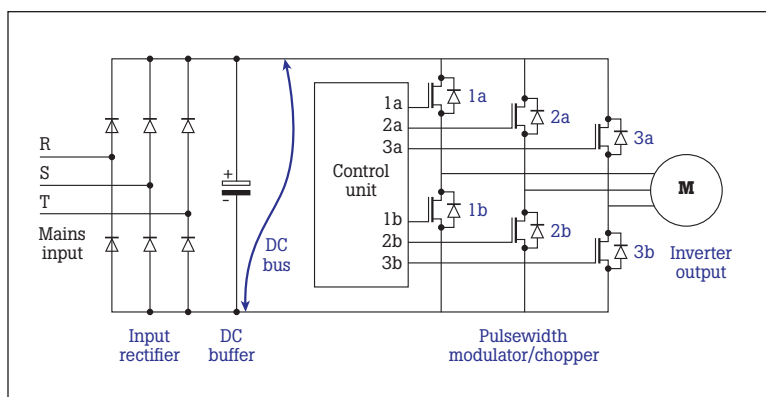 R
S
T
Mains
input
+
-
DC
bus
Input
rectifier
DC
buffer
1a
2a
3a
Control
unit
1b
2b
3b
1a
2a
3a
1b
2b
3b
M
Inverter
output
Pulsewidth
modulator/chopper